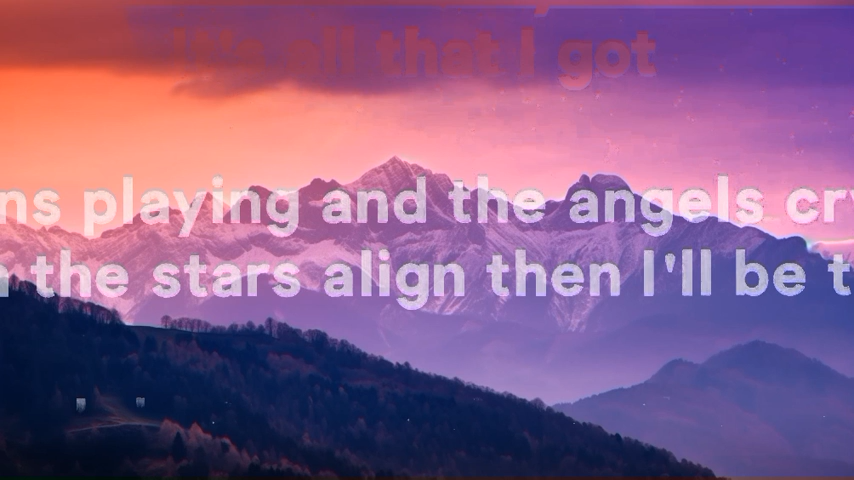 it's all that I got
ns playing and the angels cry
the stars align then I'll be t